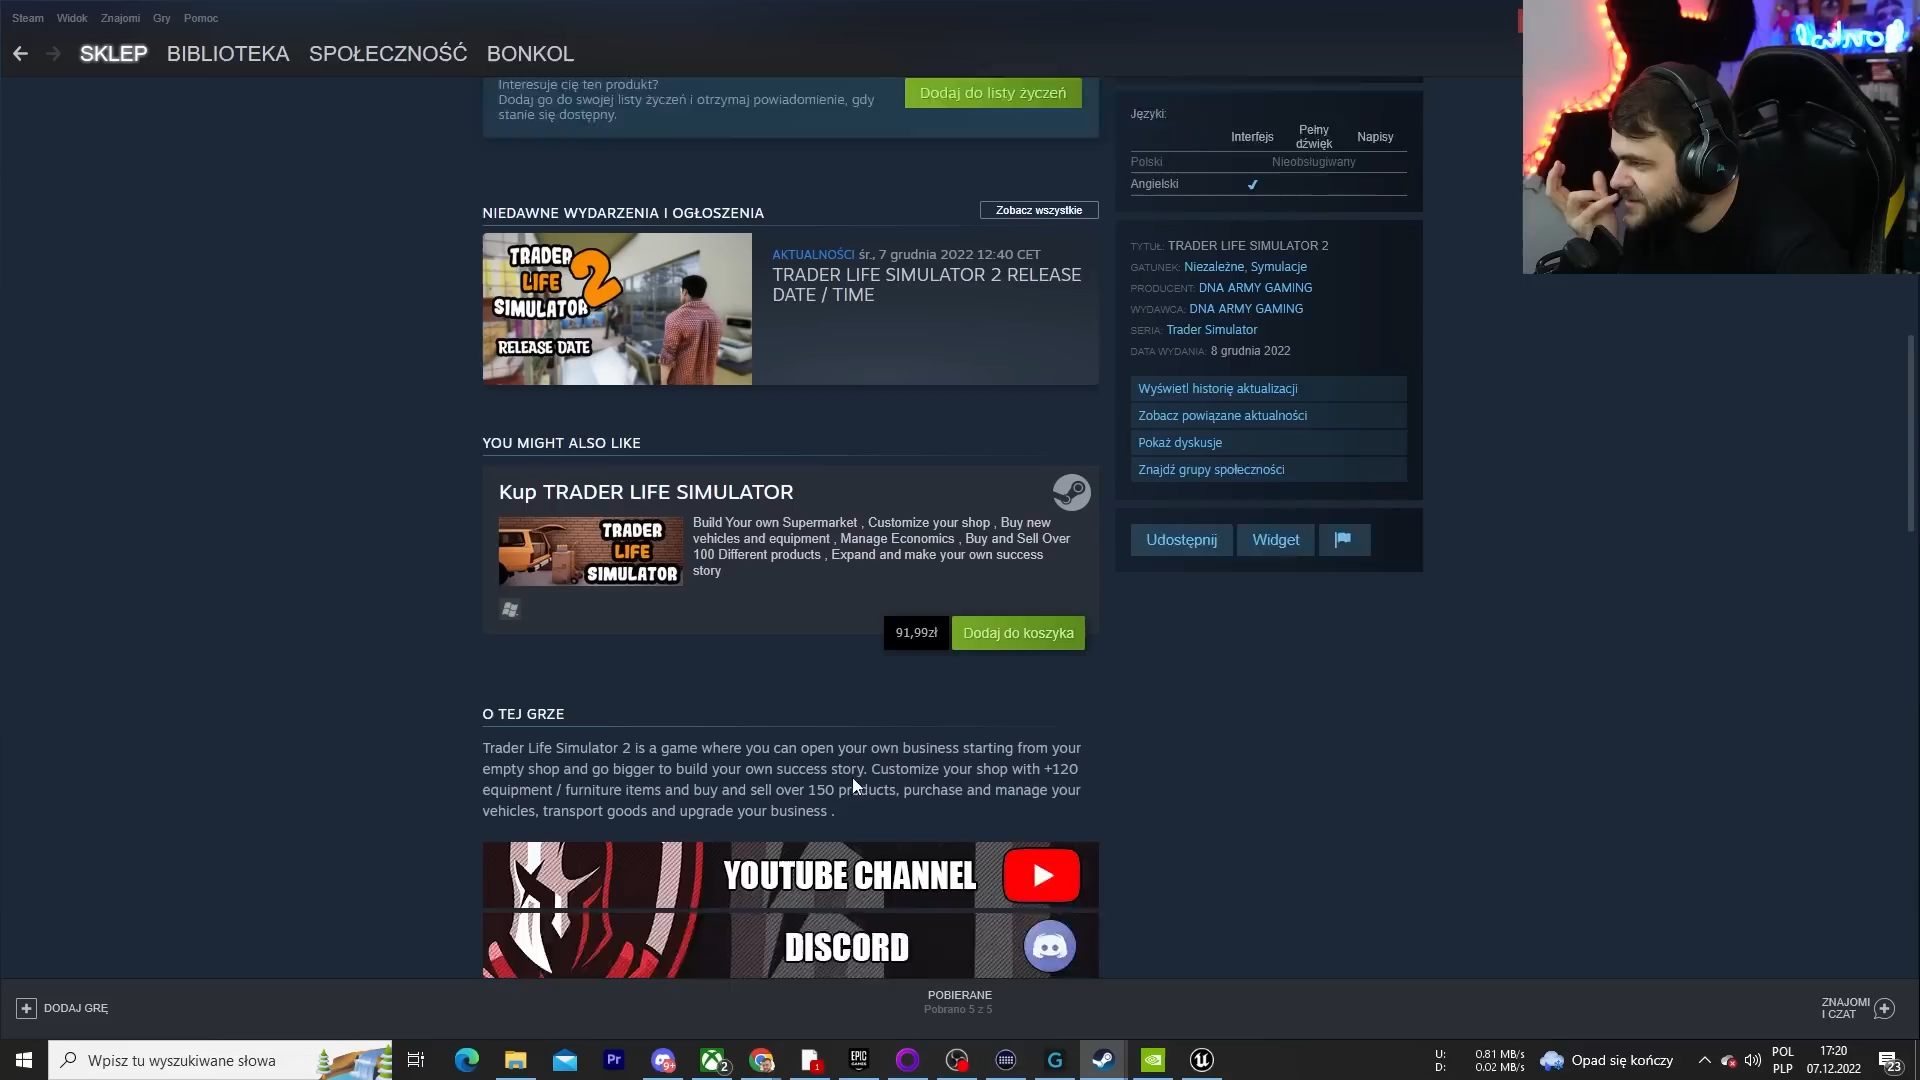 Steam Widok Znajomi Gry Pomoc
SKLEP BIBLIOTEKA SPOŁECZNOŚĆ BONKOL
Interesuje cię ten produkt?
Dodaj go do swojej listy życzeń i otrzymaj powiadomienie, gdy
stanie się dostępny.
Dodaj do listy życzeń
NIEDAWNE WYDARZENIA I OGŁOSZENIA
Zobacz wszystkie
TRADER
LIFE 2
SIMULATOR
RELEASE DATE
AKTUALNOŚCI śr., 7 grudnia 2022 12:40 CET
TRADER LIFE SIMULATOR 2 RELEASE
DATE / TIME
YOU MIGHT ALSO LIKE
Kup TRADER LIFE SIMULATOR
TRADER
LIFE
SIMULATOR
Build Your own Supermarket , Customize your shop , Buy new
vehicles and equipment , Manage Economics , Buy and Sell Over
100 Different products , Expand and make your own success
story
91,99zł
Dodaj do koszyka
O TEJ GRZE
Trader Life Simulator 2 is a game where you can open your own business starting from your
empty shop and go bigger to build your own success story. Customize your shop with +120
equipment / furniture items and buy and sell over 150 products, purchase and manage your
vehicles, transport goods and upgrade your business .
YOUTUBE CHANNEL
DISCORD
Języki:
Interfejs Pełny dźwięk Napisy
Polski Nieobsługiwany
Angielski ✔
TYTUŁ: TRADER LIFE SIMULATOR 2
GATUNEK: Niezależne, Symulacje
PRODUCENT: DNA ARMY GAMING
WYDAWCA: DNA ARMY GAMING
SERIA: Trader Simulator
DATA WYDANIA: 8 grudnia 2022
Wyświetl historię aktualizacji
Zobacz powiązane aktualności
Pokaż dyskusje
Znajdź grupy społeczności
Udostępnij Widget
DODAJ GRĘ
POBIERANE
Pobrano 5 z 5
ZNAJOMI
I CZAT
Wpisz tu wyszukiwane słowa
Pr
9+
2
1
EPIC
GAMES
G
U: 0.81 MB/s
D: 0.02 MB/s
Opad się kończy
POL
PLP
17:20
07.12.2022
23